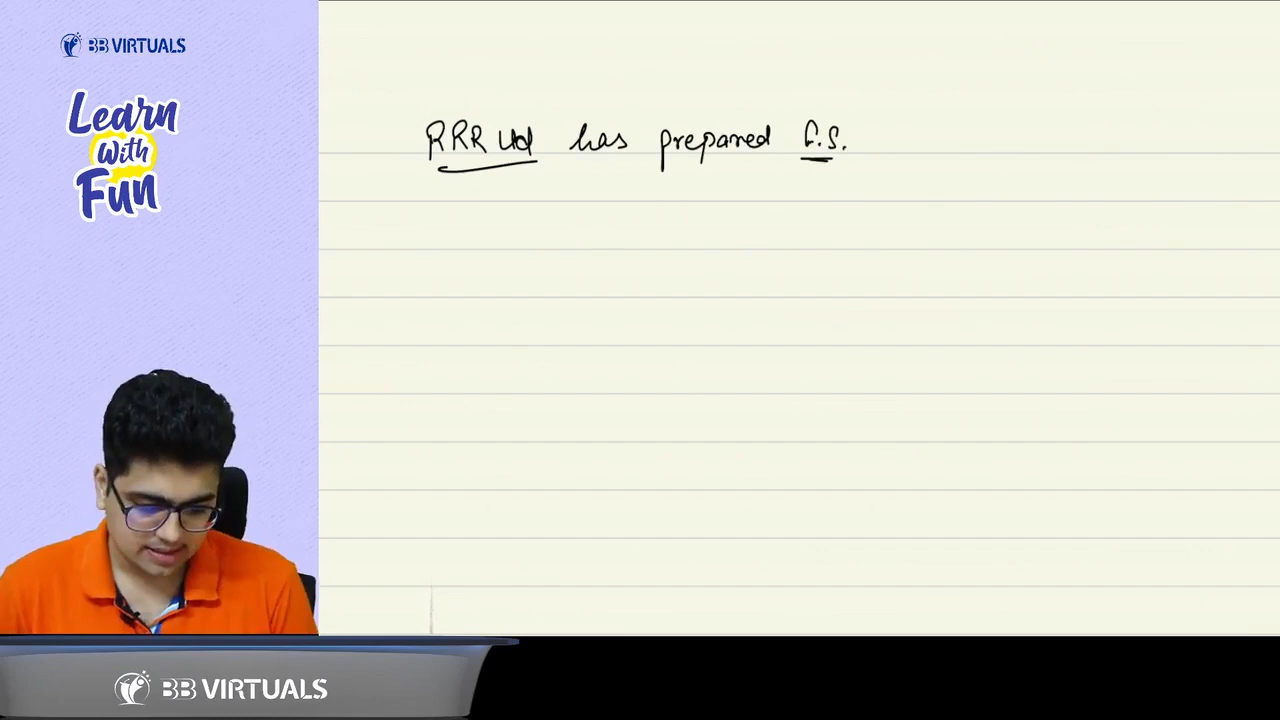 BB VIRTUALS
Learn
with
Fun
RRR Ltd has prepared F.S.
BB VIRTUALS